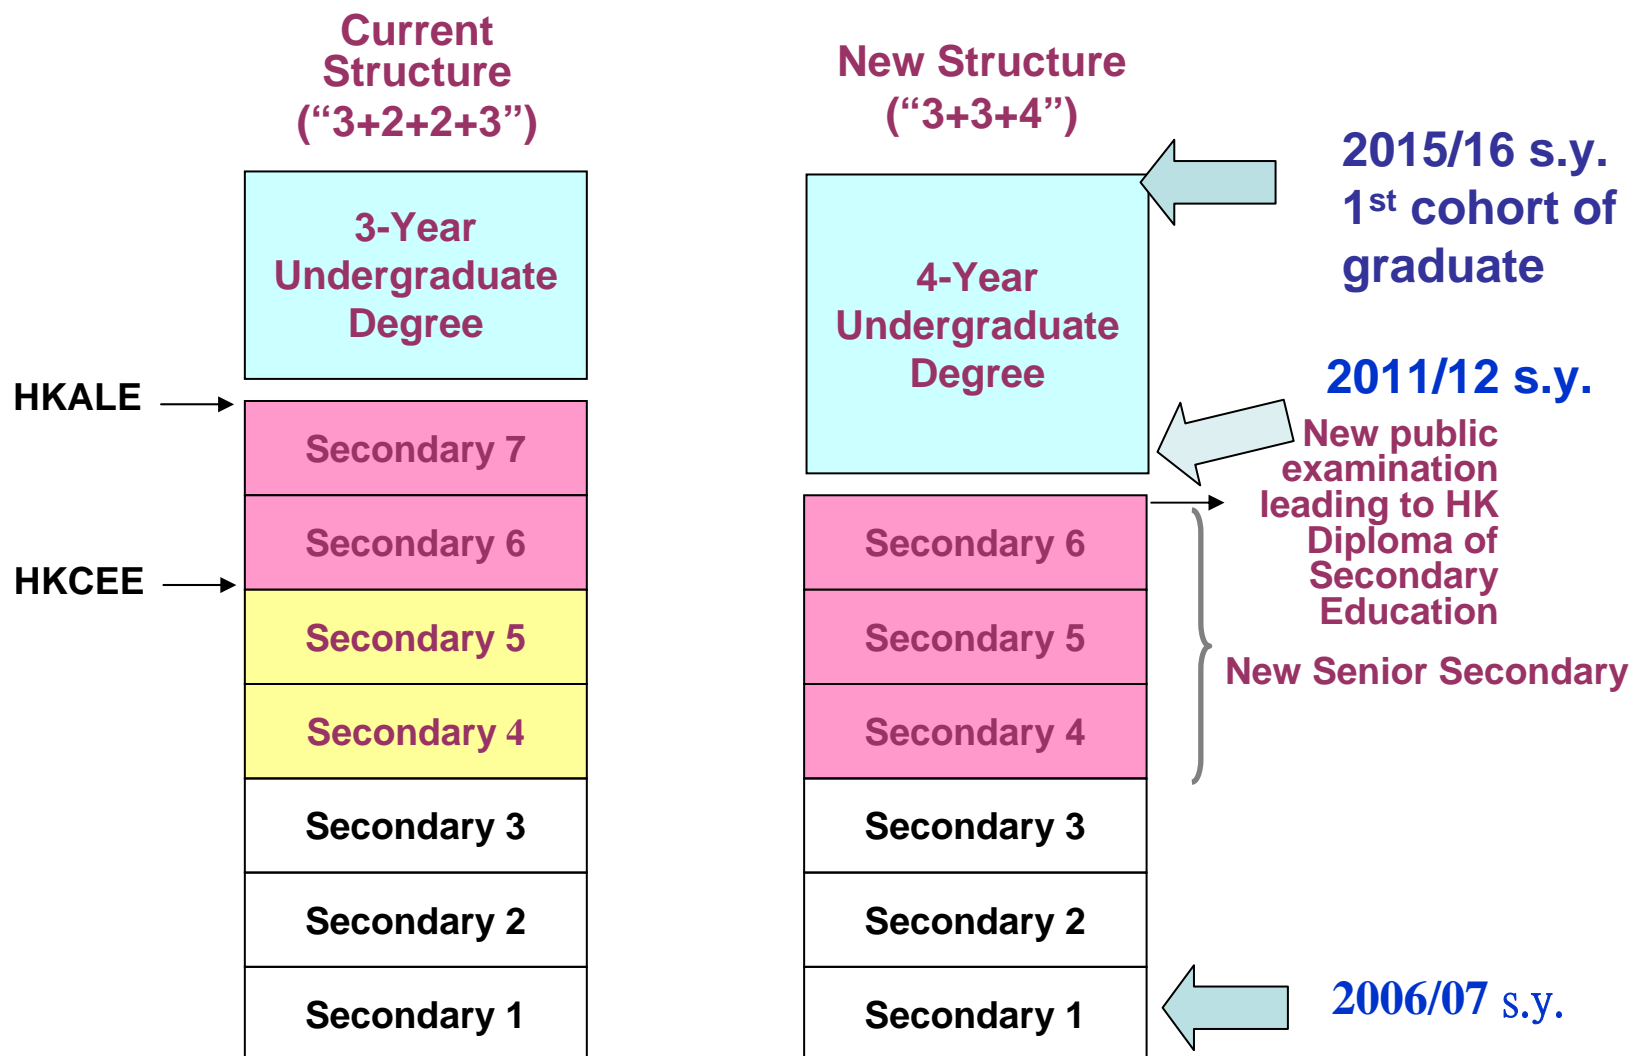 Current
Structure
(“3+2+2+3”)
3-Year
Undergraduate
Degree
HKALE
Secondary 7
Secondary 6
HKCEE
Secondary 5
Secondary 4
Secondary 3
Secondary 2
Secondary 1
New Structure
(“3+3+4”)
4-Year
Undergraduate
Degree
Secondary 6
Secondary 5
Secondary 4
Secondary 3
Secondary 2
Secondary 1
2015/16 s.y.
1st cohort of
graduate
2011/12 s.y.
New public
examination
leading to HK
Diploma of
Secondary
Education
New Senior Secondary
2006/07 s.y.